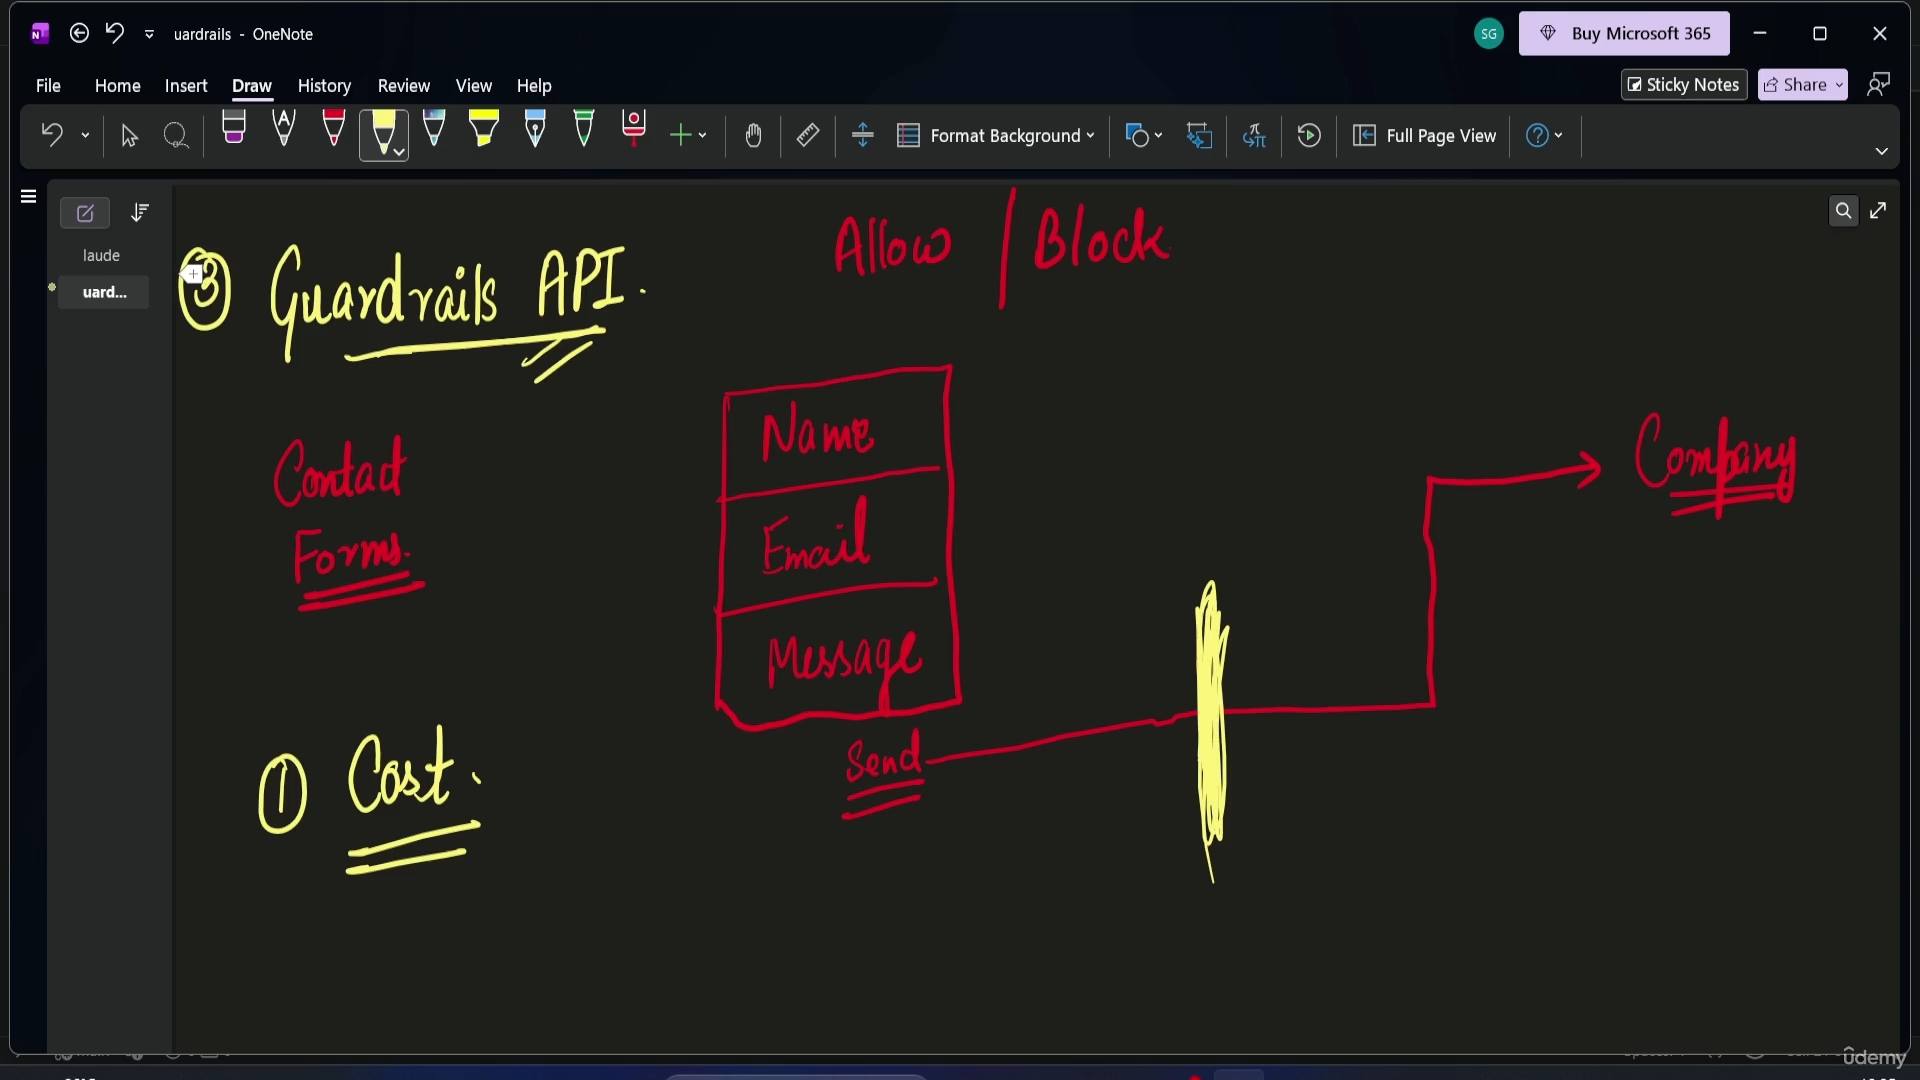 uardrails - OneNote
SG
Buy Microsoft 365
File Home Insert Draw History Review View Help
Sticky Notes
Share
Format Background
Full Page View
laude
uard...
Allow / Block
③ Guardrails API.
Contact
Forms.
Name
Email
Message
Send
Company
① Cost.
udemy